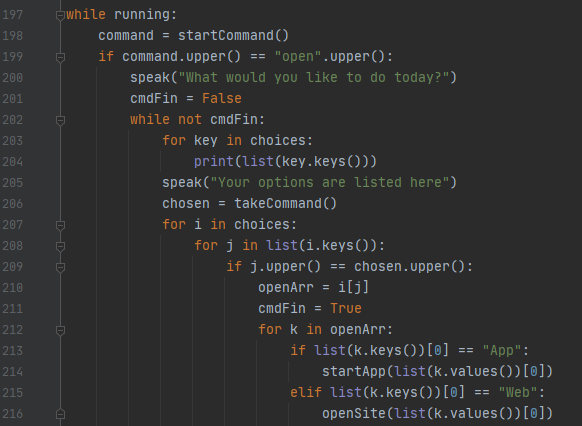 197 while running:
198     command = startCommand()
199     if command.upper() == "open".upper():
200         speak("What would you like to do today?")
201         cmdFin = False
202         while not cmdFin:
203             for key in choices:
204                 print(list(key.keys()))
205             speak("Your options are listed here")
206             chosen = takeCommand()
207             for i in choices:
208                 for j in list(i.keys()):
209                     if j.upper() == chosen.upper():
210                         openArr = i[j]
211                         cmdFin = True
212                         for k in openArr:
213                             if list(k.keys())[0] == "App":
214                                 startApp(list(k.values())[0])
215                             elif list(k.keys())[0] == "Web":
216                                 openSite(list(k.values())[0])